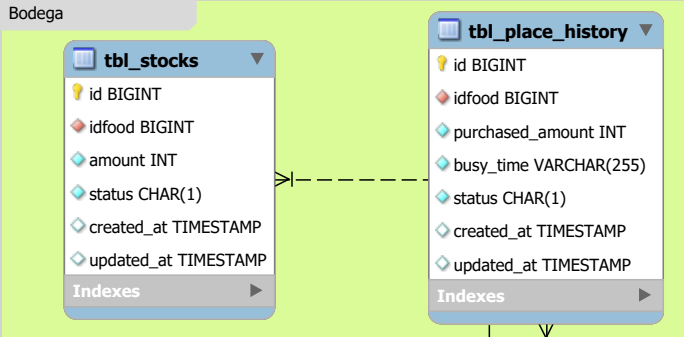 Bodega
tbl_stocks
id BIGINT
idfood BIGINT
amount INT
status CHAR(1)
created_at TIMESTAMP
updated_at TIMESTAMP
Indexes
tbl_place_history
id BIGINT
idfood BIGINT
purchased_amount INT
busy_time VARCHAR(255)
status CHAR(1)
created_at TIMESTAMP
updated_at TIMESTAMP
Indexes